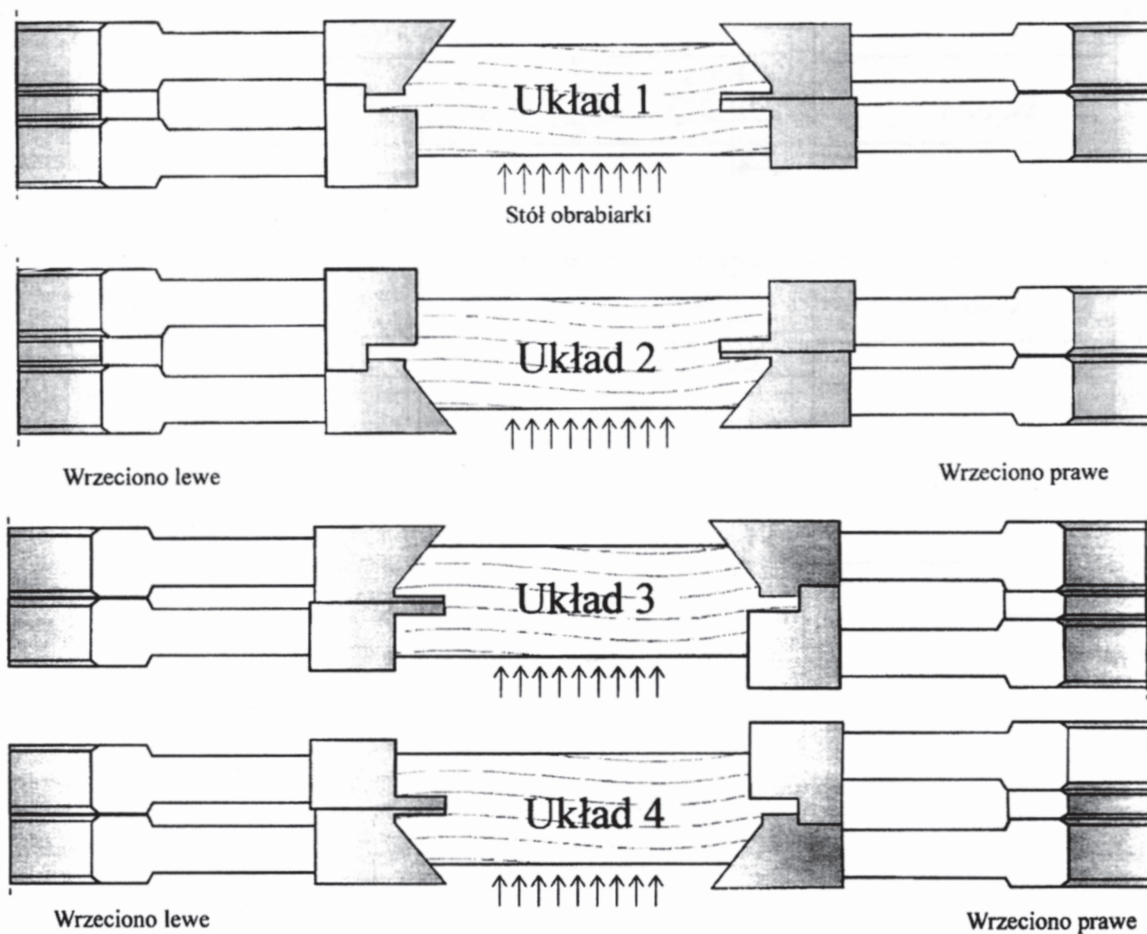 Układ 1
Stół obrabiarki
Układ 2
Wrzeciono lewe
Wrzeciono prawe
Układ 3
Układ 4
Wrzeciono lewe
Wrzeciono prawe